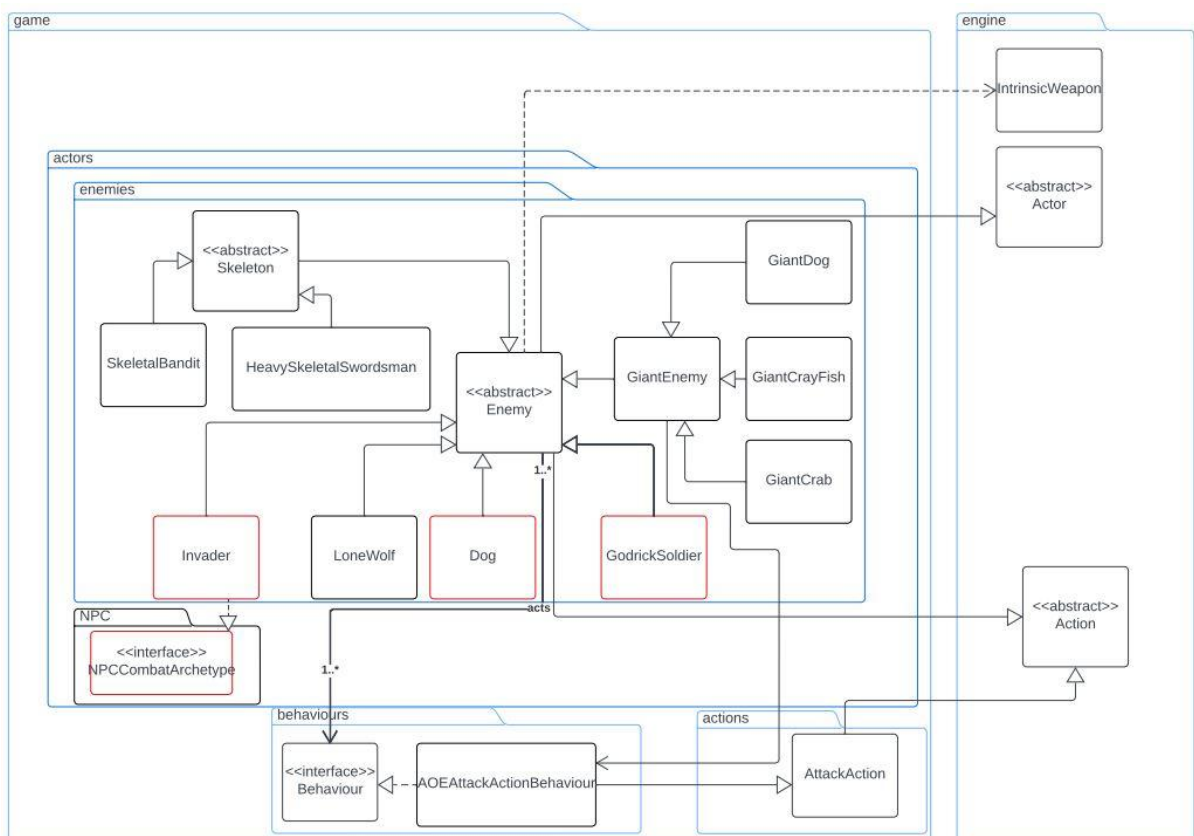 game
engine
IntrinsicWeapon
actors
<<abstract>>
Actor
enemies
<<abstract>>
Skeleton
GiantDog
SkeletalBandit
HeavySkeletalSwordsman
<<abstract>>
Enemy
GiantEnemy
GiantCrayFish
1..*
GiantCrab
Invader
LoneWolf
Dog
GodrickSoldier
acts
<<abstract>>
Action
NPC
<<interface>>
NPCCombatArchetype
1..*
behaviours
actions
<<interface>>
Behaviour
AOEAttackActionBehaviour
AttackAction